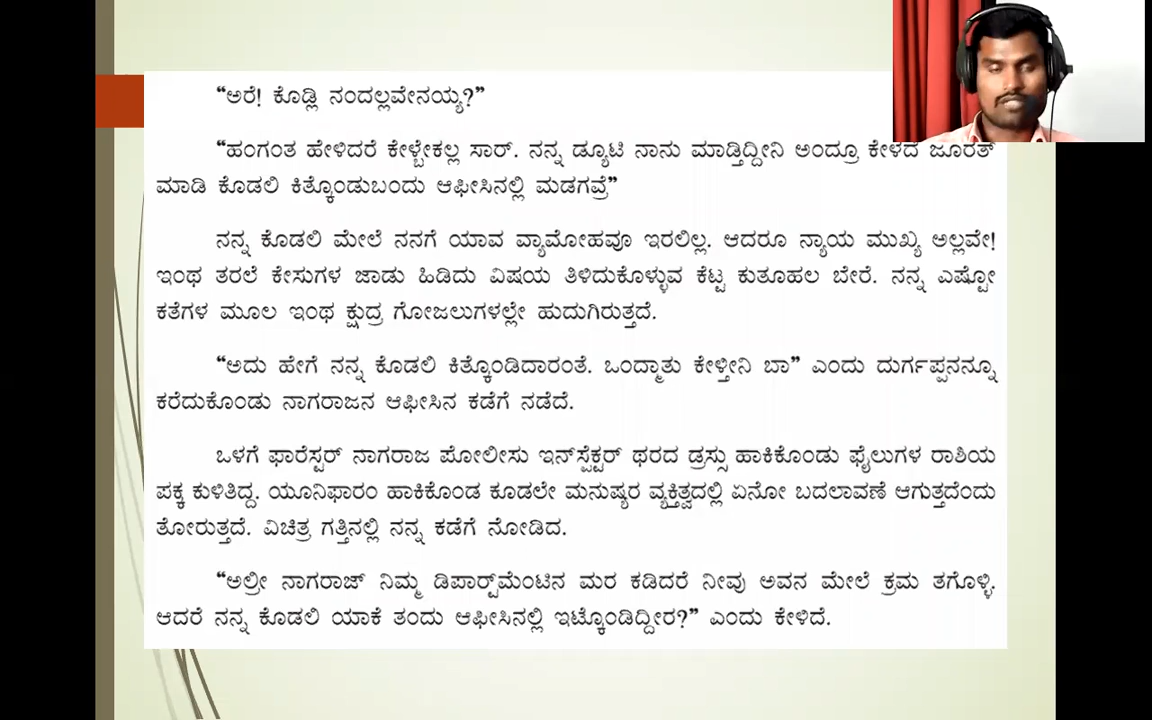 “ಅರೆ! ಕೊಡ್ಲಿ ನಂದಲ್ಲವೇನಯ್ಯ?”
“ಹಂಗಂತ ಹೇಳಿದರೆ ಕೇಳ್ಬೇಕಲ್ಲ ಸಾರ್. ನನ್ನ ಡ್ಯೂಟಿ ನಾನು ಮಾಡ್ತಿದ್ದೀನಿ ಅಂದ್ರೂ ಕೇಳದೆ ಜೂರತ್
ಮಾಡಿ ಕೊಡಲಿ ಕಿತ್ಕೊಂಡುಬಂದು ಆಫೀಸಿನಲ್ಲಿ ಮಡಗವ್ರೆ”
ನನ್ನ ಕೊಡಲಿ ಮೇಲೆ ನನಗೆ ಯಾವ ವ್ಯಾಮೋಹವೂ ಇರಲಿಲ್ಲ. ಆದರೂ ನ್ಯಾಯ ಮುಖ್ಯ ಅಲ್ಲವೇ!
ಇಂಥ ತರಲೆ ಕೇಸುಗಳ ಜಾಡು ಹಿಡಿದು ವಿಷಯ ತಿಳಿದುಕೊಳ್ಳುವ ಕೆಟ್ಟ ಕುತೂಹಲ ಬೇರೆ. ನನ್ನ ಎಷ್ಟೋ
ಕತೆಗಳ ಮೂಲ ಇಂಥ ಕ್ಷುದ್ರ ಗೋಜಲುಗಳಲ್ಲೇ ಹುದುಗಿರುತ್ತದೆ.
“ಅದು ಹೇಗೆ ನನ್ನ ಕೊಡಲಿ ಕಿತ್ಕೊಂಡಿದಾರಂತೆ. ಒಂದ್ಮಾತು ಕೇಳ್ತೀನಿ ಬಾ” ಎಂದು ದುರ್ಗಪ್ಪನನ್ನೂ
ಕರೆದುಕೊಂಡು ನಾಗರಾಜನ ಆಫೀಸಿನ ಕಡೆಗೆ ನಡೆದೆ.
ಒಳಗೆ ಫಾರೆಸ್ಟರ್ ನಾಗರಾಜ ಪೋಲೀಸು ಇನ್‌ಸ್ಪೆಕ್ಟರ್ ಥರದ ಡ್ರಸ್ಸು ಹಾಕಿಕೊಂಡು ಫೈಲುಗಳ ರಾಶಿಯ
ಪಕ್ಕ ಕುಳಿತಿದ್ದ. ಯೂನಿಫಾರಂ ಹಾಕಿಕೊಂಡ ಕೂಡಲೇ ಮನುಷ್ಯರ ವ್ಯಕ್ತಿತ್ವದಲ್ಲಿ ಏನೋ ಬದಲಾವಣೆ ಆಗುತ್ತದೆಂದು
ತೋರುತ್ತದೆ. ವಿಚಿತ್ರ ಗತ್ತಿನಲ್ಲಿ ನನ್ನ ಕಡೆಗೆ ನೋಡಿದ.
“ಅಲ್ರೀ ನಾಗರಾಜ್ ನಿಮ್ಮ ಡಿಪಾರ್‍ಟ್‌ಮೆಂಟಿನ ಮರ ಕಡಿದರೆ ನೀವು ಅವನ ಮೇಲೆ ಕ್ರಮ ತಗೊಳ್ಳಿ.
ಆದರೆ ನನ್ನ ಕೊಡಲಿ ಯಾಕೆ ತಂದು ಆಫೀಸಿನಲ್ಲಿ ಇಟ್ಕೊಂಡಿದ್ದೀರ?” ಎಂದು ಕೇಳಿದೆ.